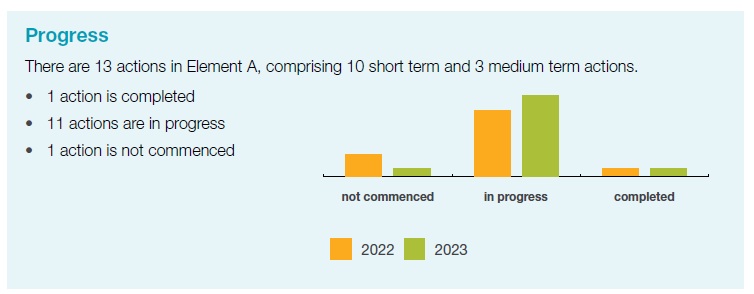 Progress
There are 13 actions in Element A, comprising 10 short term and 3 medium term actions.
• 1 action is completed
• 11 actions are in progress
• 1 action is not commenced
not commenced in progress completed
2022 2023